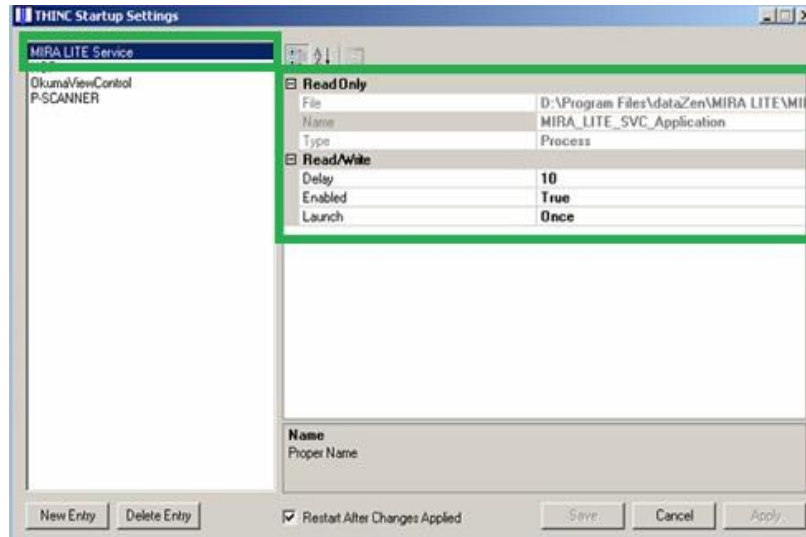 THINC Startup Settings
MIRA LITE Service
OkumaViewControl
P-SCANNER
ReadOnly
File D:\Program Files\dataZen\MIRA LITE\MI
Name MIRA_LITE_SVC_Application
Type Process
Read/Write
Delay 10
Enabled True
Launch Once
Name
Proper Name
New Entry Delete Entry Restart After Changes Applied Save Cancel Apply